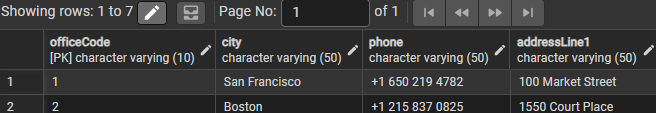 Showing rows: 1 to 7 Page No: 1 of 1
officeCode city phone addressLine1
[PK] character varying (10) character varying (50) character varying (50) character varying (50)
1 1 San Francisco +1 650 219 4782 100 Market Street
2 2 Boston +1 215 837 0825 1550 Court Place